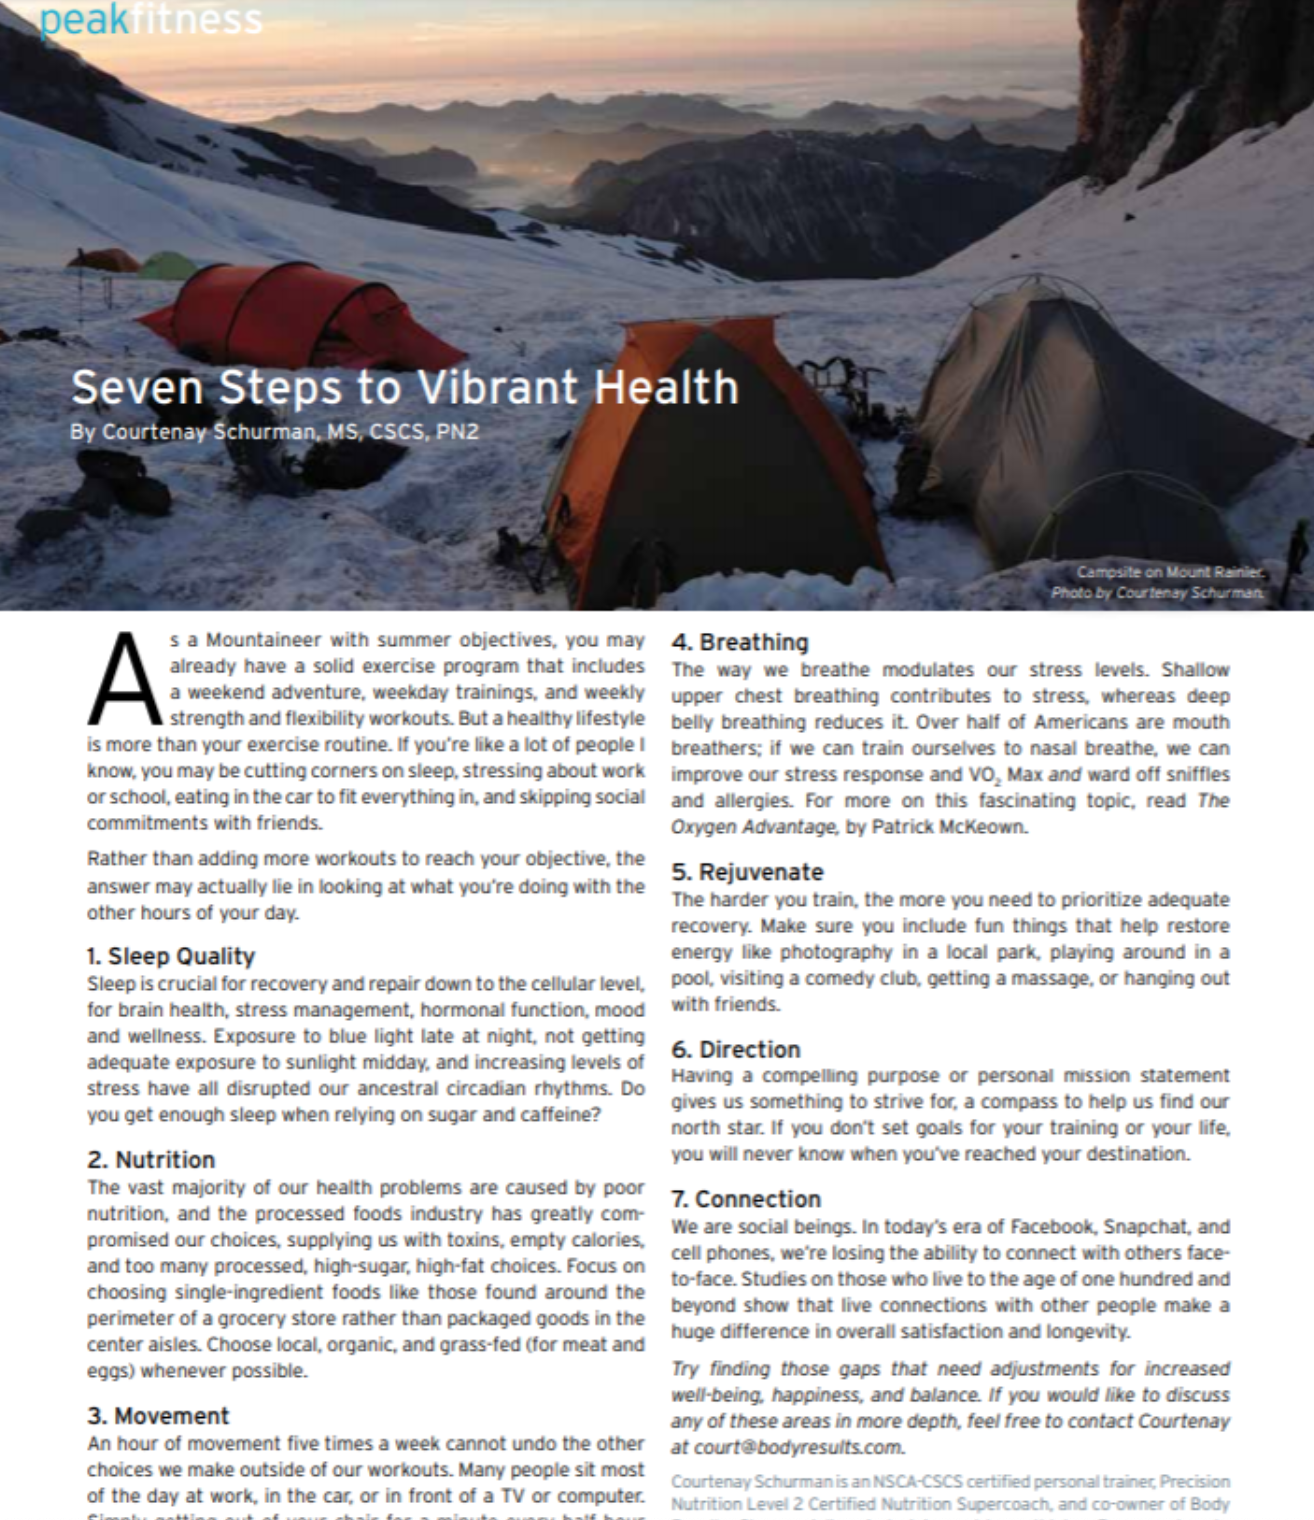 peakfitness
Seven Steps to Vibrant Health
By Courtenay Schurman, MS, CSCS, PN2
Campsite on Mount Rainier.
Photo by Courtenay Schurman.
As a Mountaineer with summer objectives, you may
already have a solid exercise program that includes
a weekend adventure, weekday trainings, and weekly
strength and flexibility workouts. But a healthy lifestyle
is more than your exercise routine. If you're like a lot of people I
know, you may be cutting corners on sleep, stressing about work
or school, eating in the car to fit everything in, and skipping social
commitments with friends.
Rather than adding more workouts to reach your objective, the
answer may actually lie in looking at what you're doing with the
other hours of your day.
1. Sleep Quality
Sleep is crucial for recovery and repair down to the cellular level,
for brain health, stress management, hormonal function, mood
and wellness. Exposure to blue light late at night, not getting
adequate exposure to sunlight midday, and increasing levels of
stress have all disrupted our ancestral circadian rhythms. Do
you get enough sleep when relying on sugar and caffeine?
2. Nutrition
The vast majority of our health problems are caused by poor
nutrition, and the processed foods industry has greatly com-
promised our choices, supplying us with toxins, empty calories,
and too many processed, high-sugar, high-fat choices. Focus on
choosing single-ingredient foods like those found around the
perimeter of a grocery store rather than packaged goods in the
center aisles. Choose local, organic, and grass-fed (for meat and
eggs) whenever possible.
3. Movement
An hour of movement five times a week cannot undo the other
choices we make outside of our workouts. Many people sit most
of the day at work, in the car, or in front of a TV or computer.
Simply getting out of your chair for a minute every half hour
4. Breathing
The way we breathe modulates our stress levels. Shallow
upper chest breathing contributes to stress, whereas deep
belly breathing reduces it. Over half of Americans are mouth
breathers; if we can train ourselves to nasal breathe, we can
improve our stress response and VO₂ Max and ward off sniffles
and allergies. For more on this fascinating topic, read The
Oxygen Advantage, by Patrick McKeown.
5. Rejuvenate
The harder you train, the more you need to prioritize adequate
recovery. Make sure you include fun things that help restore
energy like photography in a local park, playing around in a
pool, visiting a comedy club, getting a massage, or hanging out
with friends.
6. Direction
Having a compelling purpose or personal mission statement
gives us something to strive for, a compass to help us find our
north star. If you don't set goals for your training or your life,
you will never know when you've reached your destination.
7. Connection
We are social beings. In today's era of Facebook, Snapchat, and
cell phones, we're losing the ability to connect with others face-
to-face. Studies on those who live to the age of one hundred and
beyond show that live connections with other people make a
huge difference in overall satisfaction and longevity.
Try finding those gaps that need adjustments for increased
well-being, happiness, and balance. If you would like to discuss
any of these areas in more depth, feel free to contact Courtenay
at court@bodyresults.com.
Courtenay Schurman is an NSCA-CSCS certified personal trainer, Precision
Nutrition Level 2 Certified Nutrition Supercoach, and co-owner of Body